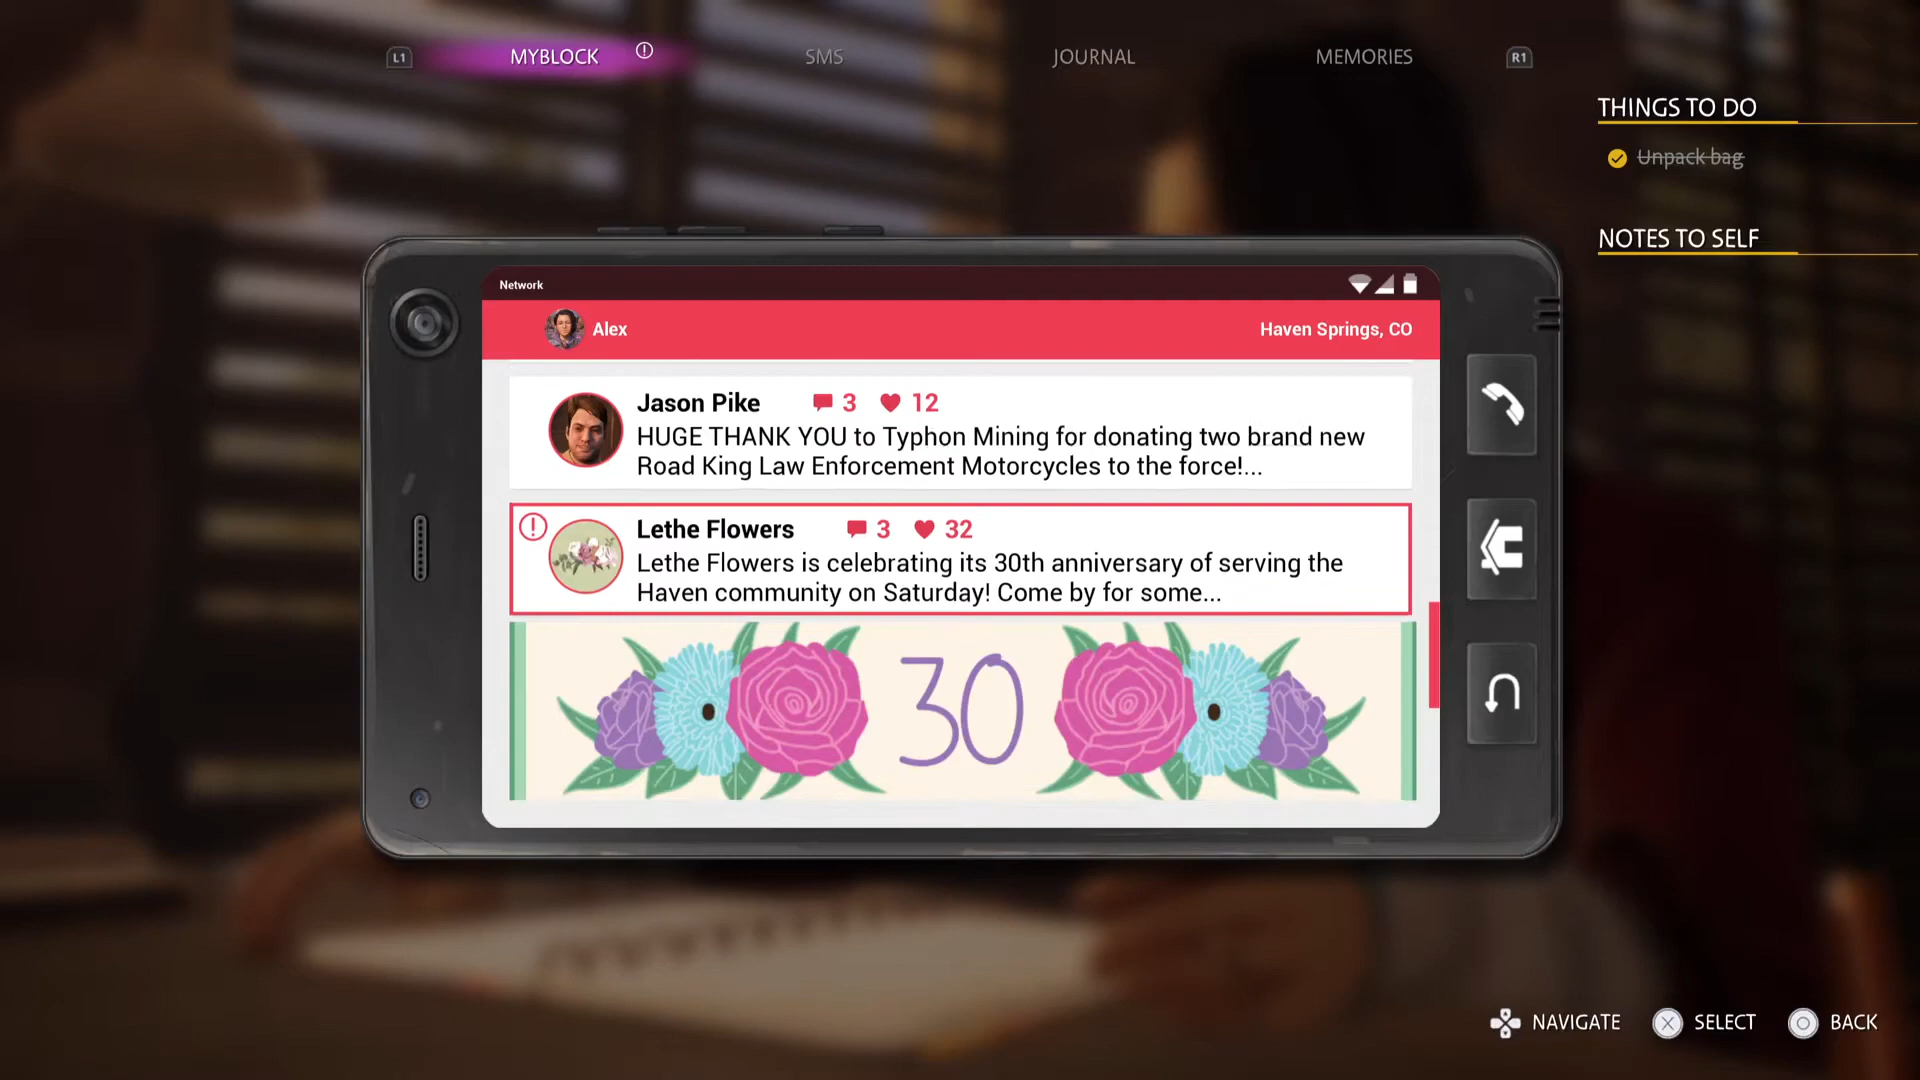 L1
MYBLOCK
SMS
JOURNAL
MEMORIES
R1
THINGS TO DO
Unpack bag
NOTES TO SELF
Network
Alex
Haven Springs, CO
Jason Pike 3 12
HUGE THANK YOU to Typhon Mining for donating two brand new
Road King Law Enforcement Motorcycles to the force!...
Lethe Flowers 3 32
Lethe Flowers is celebrating its 30th anniversary of serving the
Haven community on Saturday! Come by for some...
30
NAVIGATE
SELECT
BACK